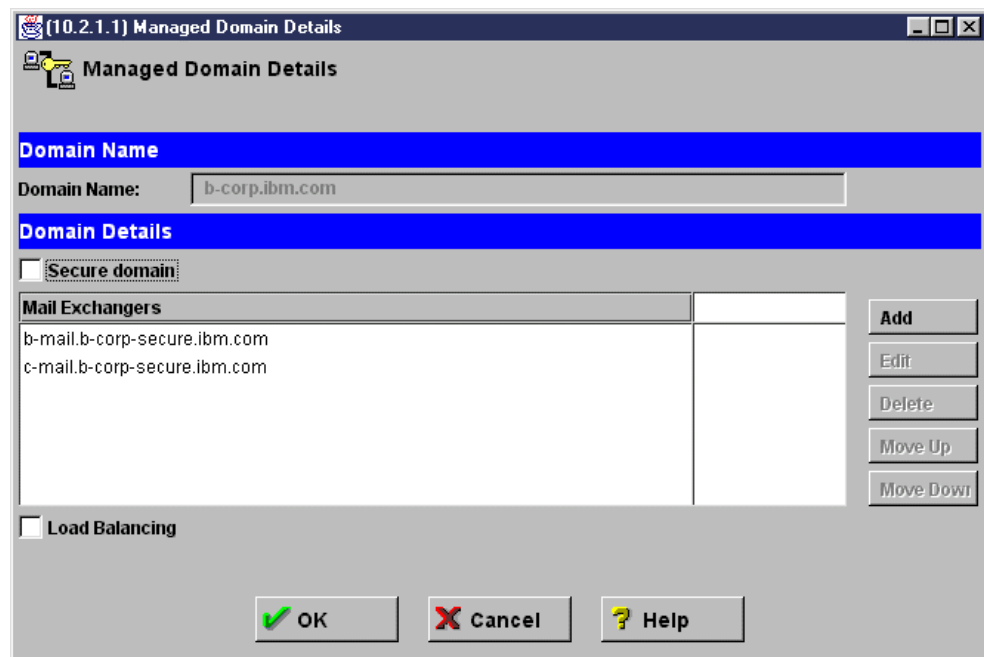 (10.2.1.1) Managed Domain Details
Managed Domain Details
Domain Name
Domain Name: b-corp.ibm.com
Domain Details
Secure domain
Mail Exchangers
b-mail.b-corp-secure.ibm.com
c-mail.b-corp-secure.ibm.com
Add
Edit
Delete
Move Up
Move Down
Load Balancing
OK Cancel Help